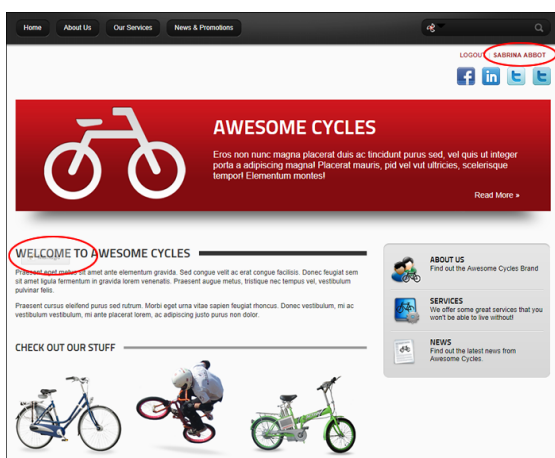 Home About Us Our Services News & Promotions
LOGOUT SABRINA ABBOT
AWESOME CYCLES
Eros non nunc magna placerat duis ac tincidunt purus sed, vel quis ut integer
porta a adipiscing magna! Placerat mauris, pid vel vut ultricies, scelerisque
tempor! Elementum montes!
Read More »
WELCOME TO AWESOME CYCLES
Praesent eget metus sit amet ante elementum gravida. Sed congue velit ac erat congue facilisis. Donec feugiat sem
sit amet ligula fermentum in gravida lorem venenatis. Praesent augue metus, tristique nec tempus vel, vestibulum
pulvinar felis.
Praesent cursus eleifend purus sed rutrum. Morbi eget urna vitae sapien feugiat rhoncus. Donec vestibulum, mi ac
vestibulum vestibulum, mi ante placerat lorem, ac adipiscing justo purus non dolor.
CHECK OUT OUR STUFF
ABOUT US
Find out the Awesome Cycles Brand
SERVICES
We offer some great services that you
won't be able to live without!
NEWS
Find out the latest news from
Awesome Cycles.